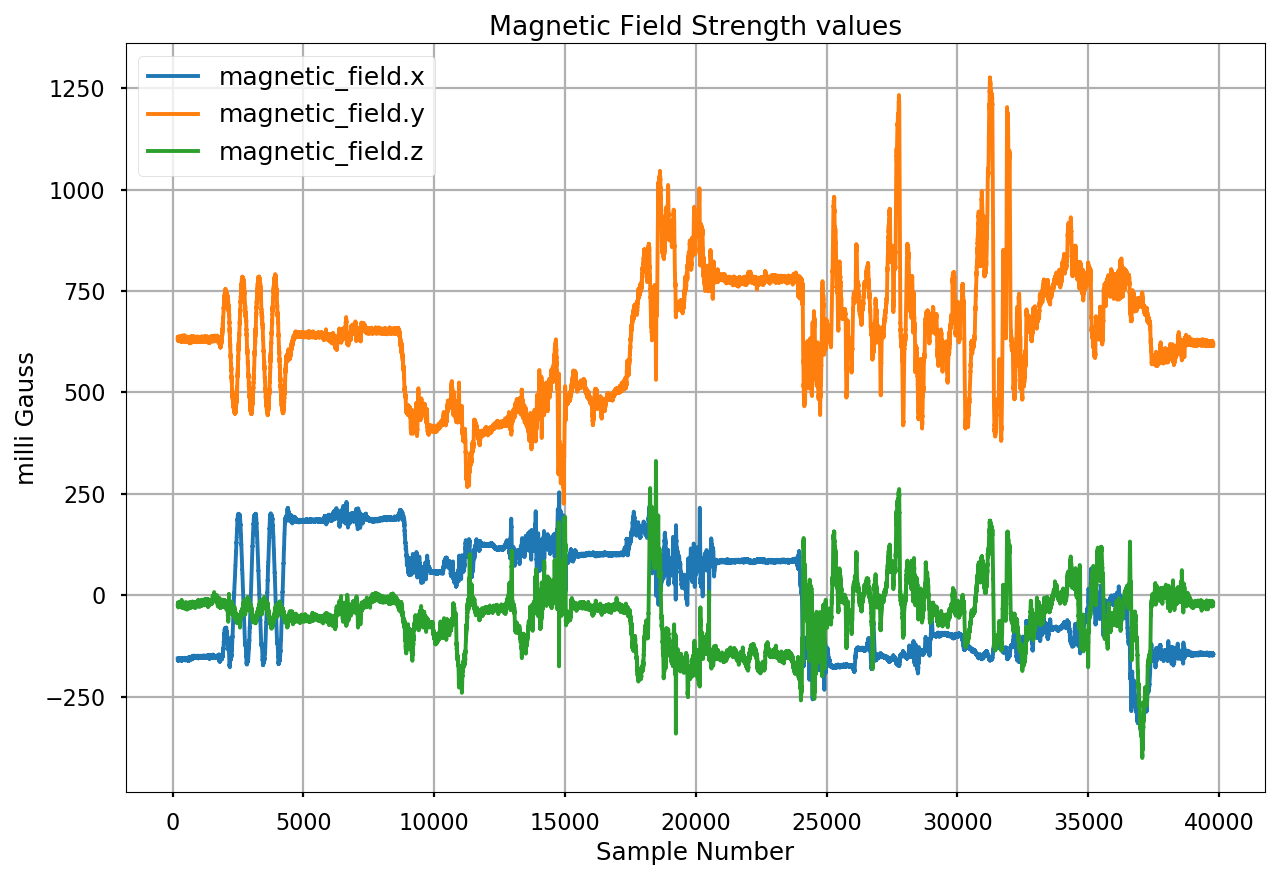 Magnetic Field Strength values
magnetic_field.x
magnetic_field.y
magnetic_field.z
milli Gauss
1250
1000
750
500
250
0
−250
0 5000 10000 15000 20000 25000 30000 35000 40000
Sample Number